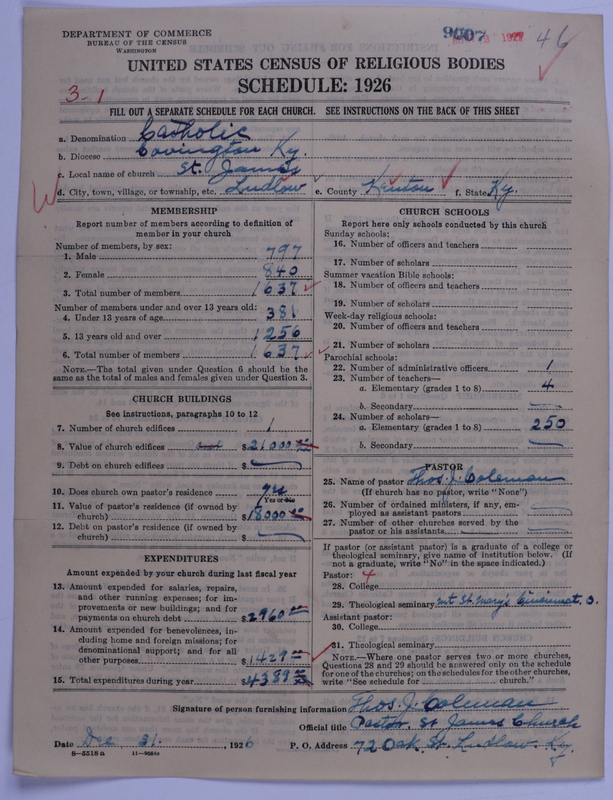 DEPARTMENT OF COMMERCE
BUREAU OF THE CENSUS
WASHINGTON
9607
46
UNITED STATES CENSUS OF RELIGIOUS BODIES
SCHEDULE: 1926
3-1
FILL OUT A SEPARATE SCHEDULE FOR EACH CHURCH. SEE INSTRUCTIONS ON THE BACK OF THIS SHEET
a. Denomination Catholic
b. Diocese Covington Ky.
c. Local name of church St. James
d. City, town, village, or township, etc. Ludlow e. County Kenton f. State Ky.
MEMBERSHIP
Report number of members according to definition of member in your church
Number of members, by sex:
1. Male 797
2. Female 840
3. Total number of members 1637
Number of members under and over 13 years old:
4. Under 13 years of age 381
5. 13 years old and over 1256
6. Total number of members 1637
NOTE.—The total given under Question 6 should be the same as the total of males and females given under Question 3.
CHURCH BUILDINGS
See instructions, paragraphs 10 to 12
7. Number of church edifices 1
8. Value of church edifices $21000
9. Debt on church edifices $
10. Does church own pastor's residence yes
Yes or No
11. Value of pastor's residence (if owned by church) $18000
12. Debt on pastor's residence (if owned by church) $
EXPENDITURES
Amount expended by your church during last fiscal year
13. Amount expended for salaries, repairs, and other running expenses; for improvements or new buildings; and for payments on church debt $2960 00
14. Amount expended for benevolences, including home and foreign missions; for denominational support; and for all other purposes $1429 00
15. Total expenditures during year $4389 00
CHURCH SCHOOLS
Report here only schools conducted by this church
Sunday schools:
16. Number of officers and teachers
17. Number of scholars
Summer vacation Bible schools:
18. Number of officers and teachers
19. Number of scholars
Week-day religious schools:
20. Number of officers and teachers
21. Number of scholars
Parochial schools:
22. Number of administrative officers 1
23. Number of teachers—
a. Elementary (grades 1 to 8) 4
b. Secondary
24. Number of scholars—
a. Elementary (grades 1 to 8) 250
b. Secondary
PASTOR
25. Name of pastor Thos. J. Coleman
(If church has no pastor, write "None")
26. Number of ordained ministers, if any, employed as assistant pastors
27. Number of other churches served by the pastor or his assistants
If pastor (or assistant pastor) is a graduate of a college or theological seminary, give name of institution below. (If not a graduate, write "No" in the space indicated.)
Pastor: 4
28. College
29. Theological seminary Mt St. Mary's Cincinnati, O.
Assistant pastor:
30. College
31. Theological seminary
NOTE.—Where one pastor serves two or more churches, Questions 28 and 29 should be answered only on the schedule for one of the churches; on the schedules for the other churches, write "See schedule for church."
Signature of person furnishing information Thos. J. Coleman
Official title Pastor, St James Church
Date Dec 31, 1926 P. O. Address 72 Oak St. Ludlow, Ky.
8—5518 a